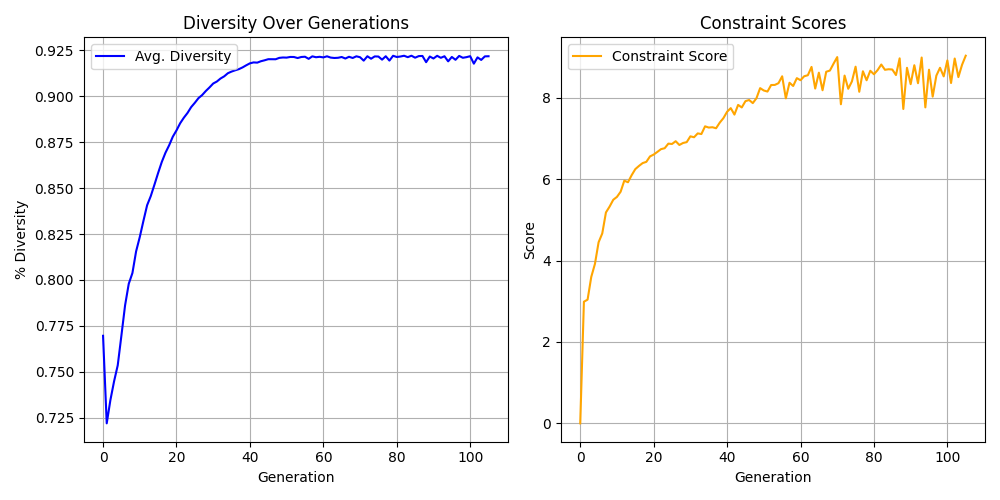 Diversity Over Generations
Avg. Diversity
0.925
0.900
0.875
0.850
0.825
0.800
0.775
0.750
0.725
% Diversity
0 20 40 60 80 100
Generation
Constraint Scores
Constraint Score
8
6
4
2
0
Score
0 20 40 60 80 100
Generation